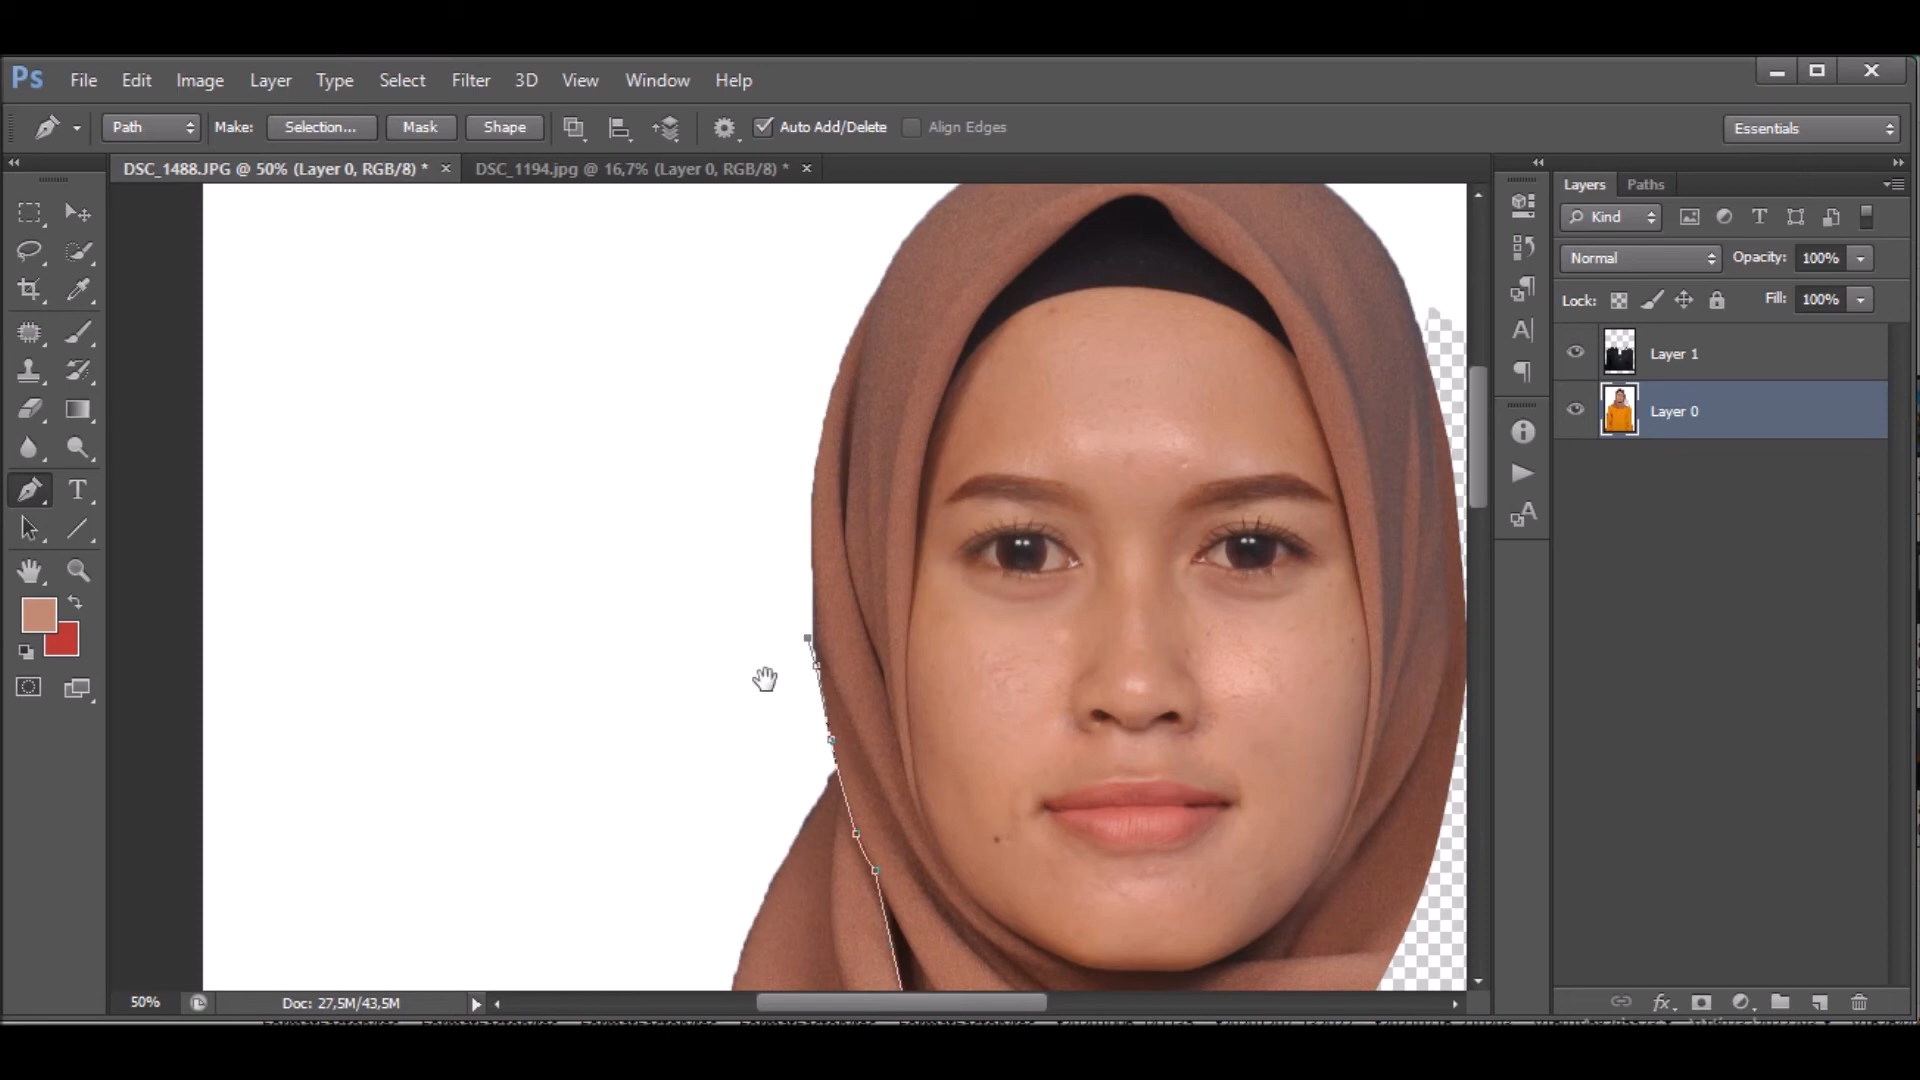 Ps File Edit Image Layer Type Select Filter 3D View Window Help
Path Make: Selection... Mask Shape Auto Add/Delete Align Edges Essentials
DSC_1488.JPG @ 50% (Layer 0, RGB/8) * × DSC_1194.jpg @ 16,7% (Layer 0, RGB/8) * ×
Layers Paths
Kind
Normal Opacity: 100%
Lock: Fill: 100%
Layer 1
Layer 0
50% Doc: 27,5M/43,5M